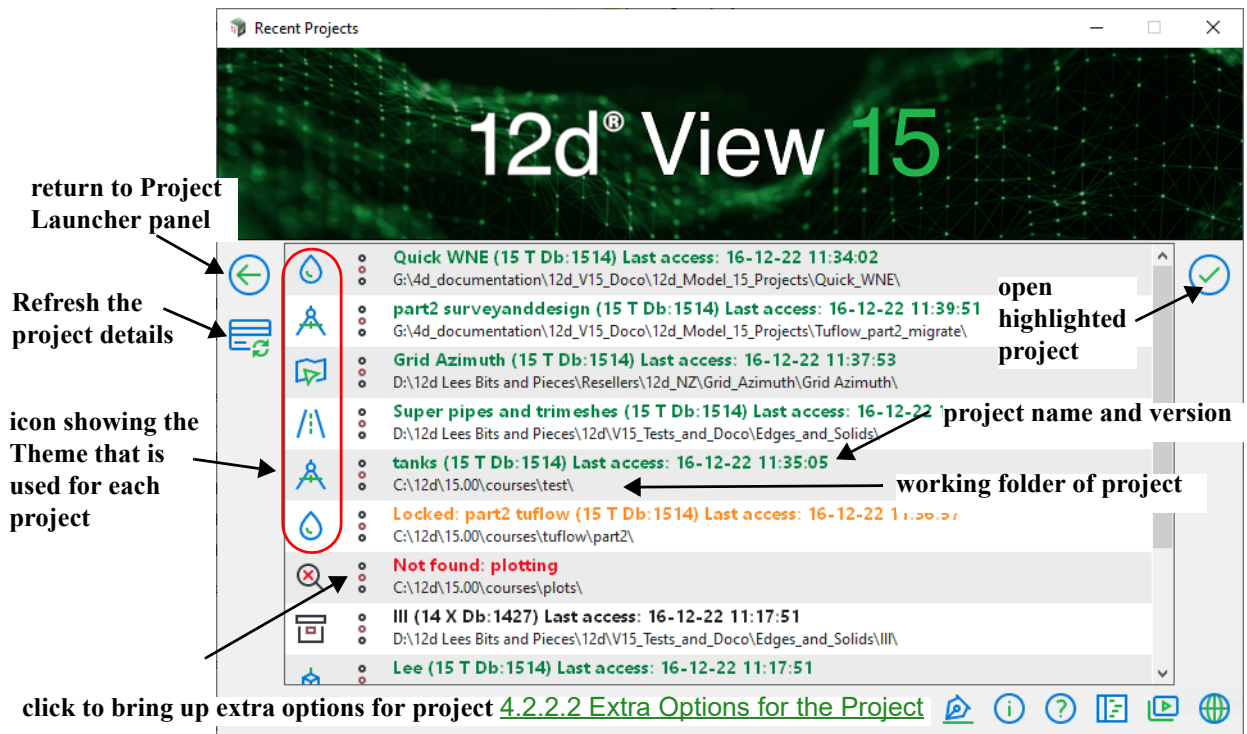 Recent Projects
12d® View 15
return to Project
Launcher panel
Refresh the
project details
icon showing the
Theme that is
used for each
project
Quick WNE (15 T Db:1514) Last access: 16-12-22 11:34:02
G:\4d_documentation\12d_V15_Doco\12d_Model_15_Projects\Quick_WNE\
part2 surveyanddesign (15 T Db:1514) Last access: 16-12-22 11:39:51
G:\4d_documentation\12d_V15_Doco\12d_Model_15_Projects\Tuflow_part2_migrate\
Grid Azimuth (15 T Db:1514) Last access: 16-12-22 11:37:53
D:\12d Lees Bits and Pieces\Resellers\12d_NZ\Grid_Azimuth\Grid Azimuth\
Super pipes and trimeshes (15 T Db:1514) Last access: 16-12-22
D:\12d Lees Bits and Pieces\12d\V15_Tests_and_Doco\Edges_and_Solids\
tanks (15 T Db:1514) Last access: 16-12-22 11:35:05
C:\12d\15.00\courses\test\
Locked: part2 tuflow (15 T Db:1514) Last access: 16-12-22 11:36:57
C:\12d\15.00\courses\tuflow\part2\
Not found: plotting
C:\12d\15.00\courses\plots\
III (14 X Db:1427) Last access: 16-12-22 11:17:51
D:\12d Lees Bits and Pieces\12d\V15_Tests_and_Doco\Edges_and_Solids\III\
Lee (15 T Db:1514) Last access: 16-12-22 11:17:51
open
highlighted
project
project name and version
working folder of project
click to bring up extra options for project 4.2.2.2 Extra Options for the Project